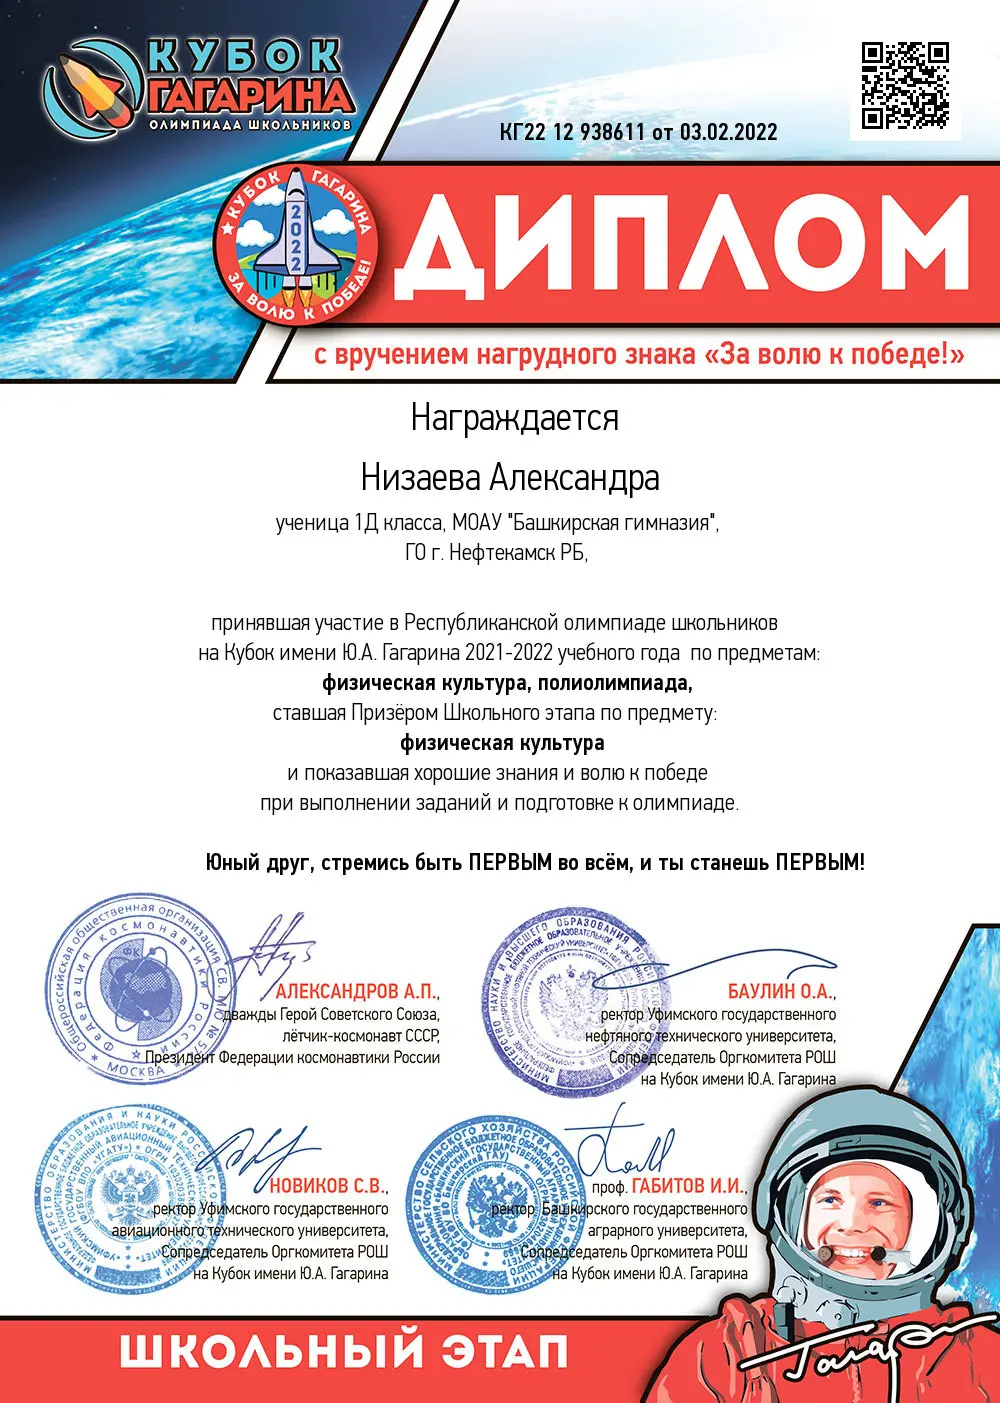 КУБОК
ГАГАРИНА
ОЛИМПИАДА ШКОЛЬНИКОВ
КГ22 12 938611 от 03.02.2022
КУБОК ГАГАРИНА
2022
ЗА ВОЛЮ К ПОБЕДЕ!
ДИПЛОМ
с вручением нагрудного знака «За волю к победе!»
Награждается
Низаева Александра
ученица 1Д класса, МОАУ "Башкирская гимназия",
ГО г. Нефтекамск РБ,
принявшая участие в Республиканской олимпиаде школьников
на Кубок имени Ю.А. Гагарина 2021-2022 учебного года по предметам:
физическая культура, полиолимпиада,
ставшая Призёром Школьного этапа по предмету:
физическая культура
и показавшая хорошие знания и волю к победе
при выполнении заданий и подготовке к олимпиаде.
Юный друг, стремись быть ПЕРВЫМ во всём, и ты станешь ПЕРВЫМ!
Общероссийская общественная организация
Федерация космонавтики России
ФК
МОСКВА
АЛЕКСАНДРОВ А.П.,
дважды Герой Советского Союза,
лётчик-космонавт СССР,
Президент Федерации космонавтики России
БАУЛИН О.А.,
ректор Уфимского государственного
нефтяного технического университета,
Сопредседатель Оргкомитета РОШ
на Кубок имени Ю.А. Гагарина
НОВИКОВ С.В.,
ректор Уфимского государственного
авиационного технического университета,
Сопредседатель Оргкомитета РОШ
на Кубок имени Ю.А. Гагарина
проф. ГАБИТОВ И.И.,
ректор Башкирского государственного
аграрного университета,
Сопредседатель Оргкомитета РОШ
на Кубок имени Ю.А. Гагарина
ШКОЛЬНЫЙ ЭТАП